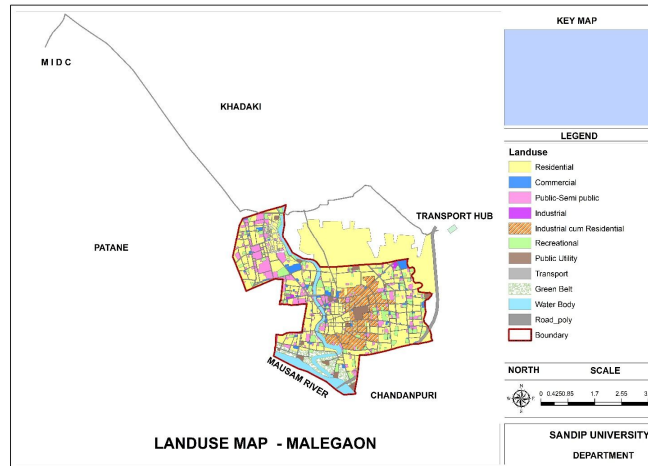 KEY MAP
M I D C
KHADAKI
LEGEND
Landuse
Residential
Commercial
Public-Semi public
Industrial
Industrial cum Residential
Recreational
Public Utility
Transport
Green Belt
Water Body
Road_poly
Boundary
TRANSPORT HUB
PATANE
MAUSAM RIVER
CHANDANPURI
NORTH
SCALE
N
0 0.4250.85 1.7 2.55 3.
LANDUSE MAP - MALEGAON
SANDIP UNIVERSITY
DEPARTMENT